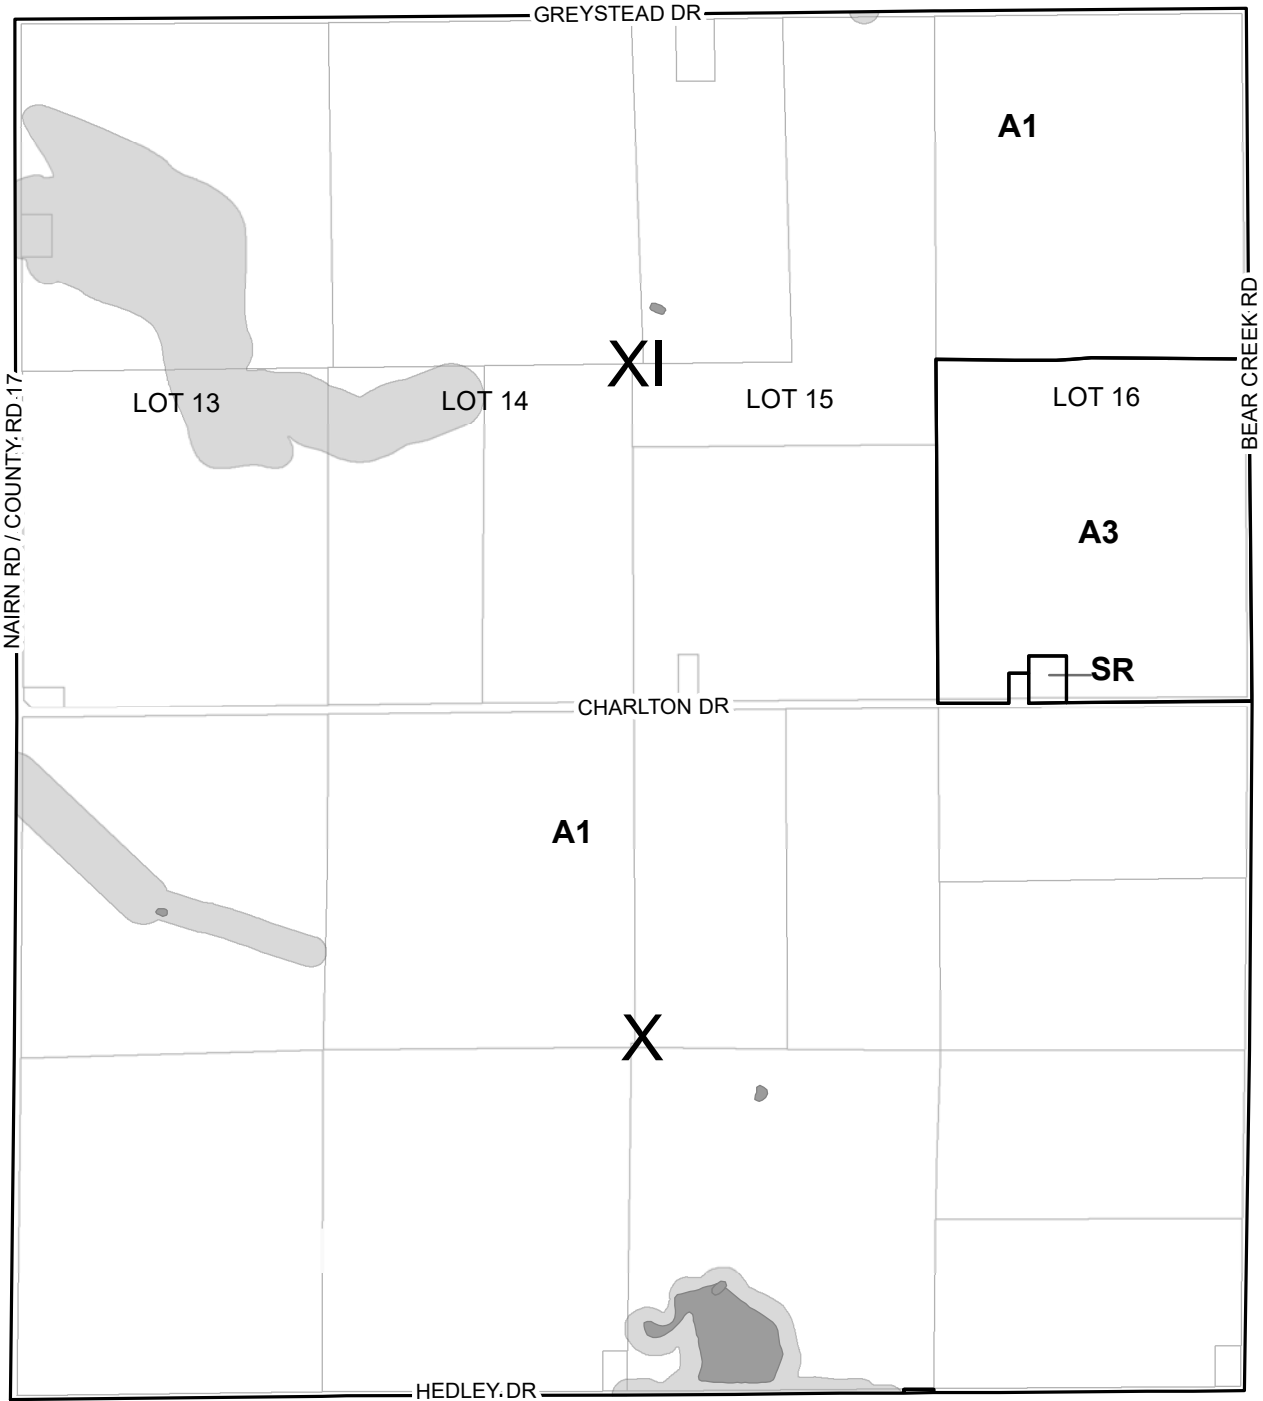 GREYSTEAD DR
A1
BEAR CREEK RD
XI
NAIRN RD / COUNTY RD 17
LOT 13
LOT 14
LOT 15
LOT 16
A3
SR
CHARLTON DR
A1
X
HEDLEY DR